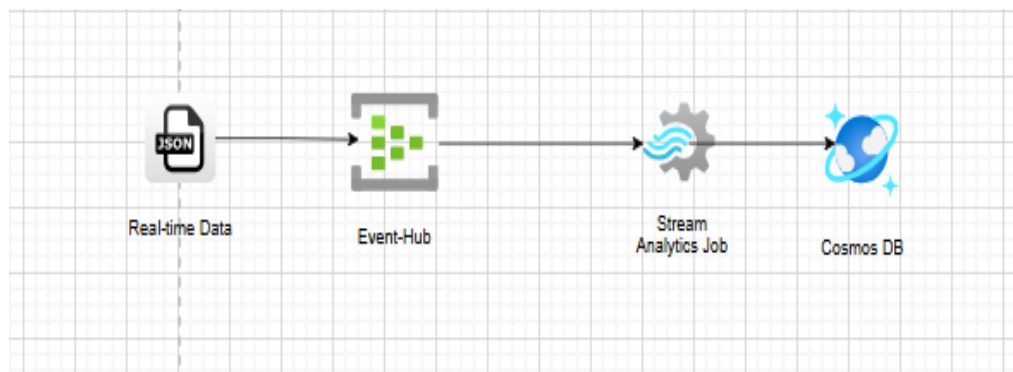 JSON
Real-time Data
Event-Hub
Stream
Analytics Job
Cosmos DB